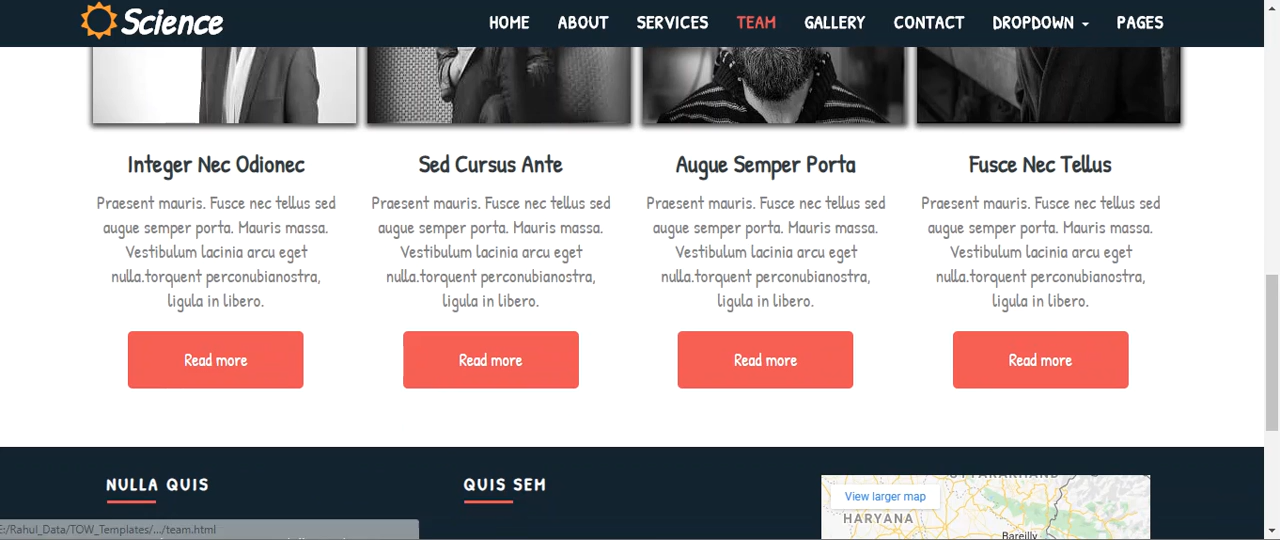 Science
HOME ABOUT SERVICES TEAM GALLERY CONTACT DROPDOWN PAGES
Integer Nec Odionec
Praesent mauris. Fusce nec tellus sed
augue semper porta. Mauris massa.
Vestibulum lacinia arcu eget
nulla.torquent perconubianostra,
ligula in libero.
Read more
Sed Cursus Ante
Praesent mauris. Fusce nec tellus sed
augue semper porta. Mauris massa.
Vestibulum lacinia arcu eget
nulla.torquent perconubianostra,
ligula in libero.
Read more
Augue Semper Porta
Praesent mauris. Fusce nec tellus sed
augue semper porta. Mauris massa.
Vestibulum lacinia arcu eget
nulla.torquent perconubianostra,
ligula in libero.
Read more
Fusce Nec Tellus
Praesent mauris. Fusce nec tellus sed
augue semper porta. Mauris massa.
Vestibulum lacinia arcu eget
nulla.torquent perconubianostra,
ligula in libero.
Read more
NULLA QUIS
QUIS SEM
UTTARAKHAND
View larger map
HARYANA
Bareilly
E:/Rahul_Data/TOW_Templates/.../team.html